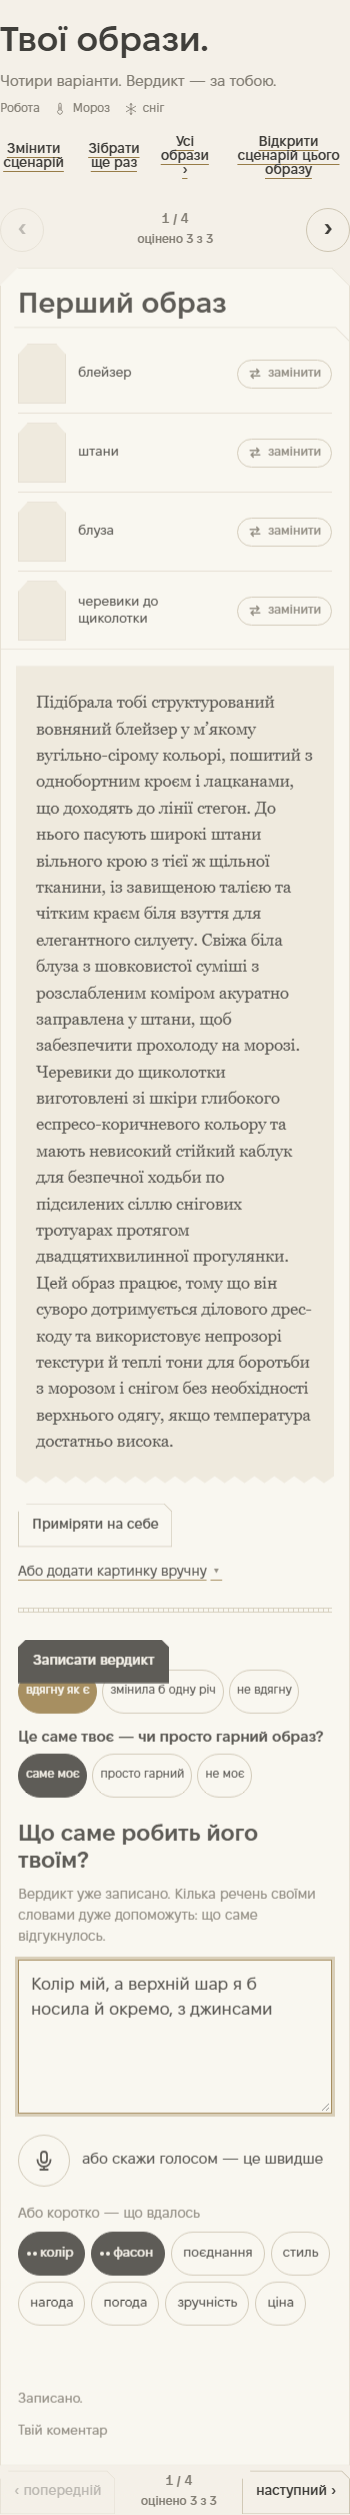 Твої образи.
Чотири варіанти. Вердикт — за тобою.
Робота Мороз сніг
Змінити сценарій
Зібрати ще раз
Усі образи ›
Відкрити сценарій цього образу
‹
1 / 4
оцінено 3 з 3
›
Перший образ
блейзер
замінити
штани
замінити
блуза
замінити
черевики до
щиколотки
замінити
Підібрала тобі структурований
вовняний блейзер у м’якому
вугільно-сірому кольорі, пошитий з
однобортним кроєм і лацканами,
що доходять до лінії стегон. До
нього пасують широкі штани
вільного крою з тієї ж щільної
тканини, із завищеною талією та
чітким краєм біля взуття для
елегантного силуету. Свіжа біла
блуза з шовковистої суміші з
розслабленим коміром акуратно
заправлена у штани, щоб
забезпечити прохолоду на морозі.
Черевики до щиколотки
виготовлені зі шкіри глибокого
еспресо-коричневого кольору та
мають невисокий стійкий каблук
для безпечної ходьби по
підсилених сіллю снігових
тротуарах протягом
двадцятихвилинної прогулянки.
Цей образ працює, тому що він
суворо дотримується ділового дрес-
коду та використовує непрозорі
текстури й теплі тони для боротьби
з морозом і снігом без необхідності
верхнього одягу, якщо температура
достатньо висока.
Приміряти на себе
Або додати картинку вручну
Записати вердикт
вдягну як є змінила б одну річ не вдягну
Це саме твоє — чи просто гарний образ?
саме моє просто гарний не моє
Що саме робить його
твоїм?
Вердикт уже записано. Кілька речень своїми
словами дуже допоможуть: що саме
відгукнулось.
Колір мій, а верхній шар я б
носила й окремо, з джинсами
або скажи голосом — це швидше
Або коротко — що вдалось
•• колір •• фасон поєднання стиль
нагода погода зручність ціна
Записано.
Твій коментар
‹ попередній
1 / 4
оцінено 3 з 3
наступний ›